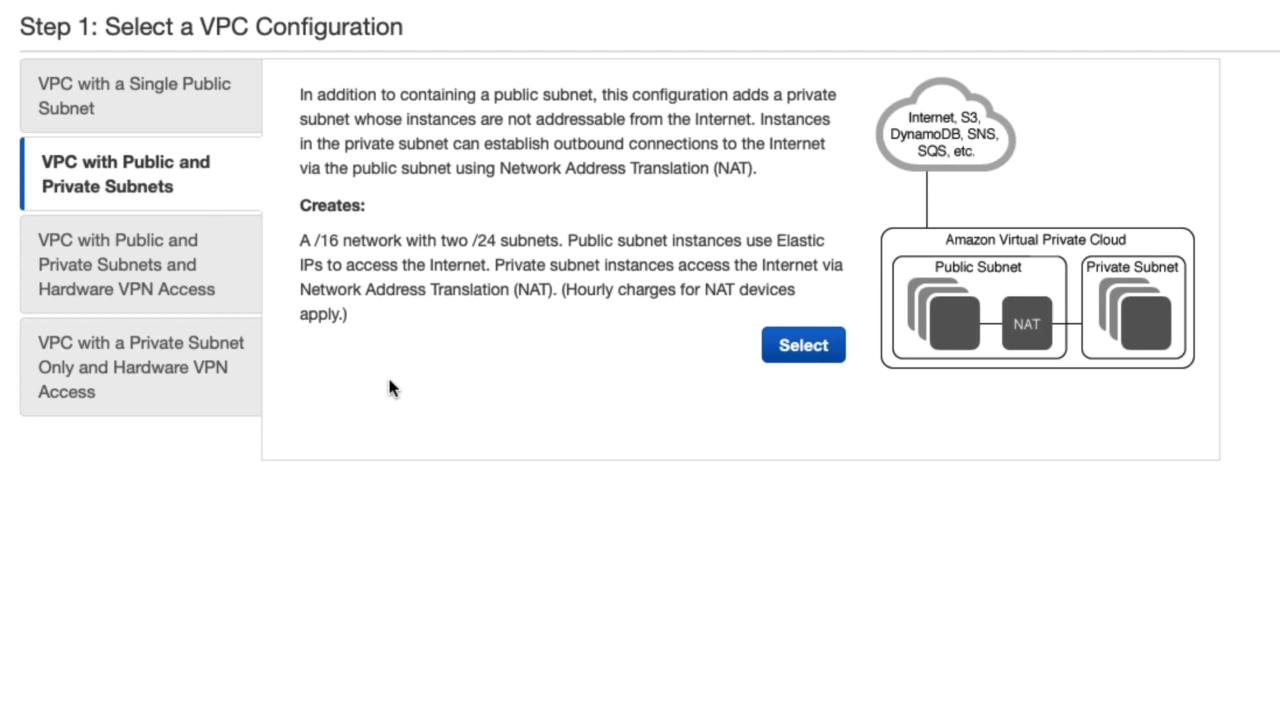 Step 1: Select a VPC Configuration
VPC with a Single Public
Subnet
VPC with Public and
Private Subnets
VPC with Public and
Private Subnets and
Hardware VPN Access
VPC with a Private Subnet
Only and Hardware VPN
Access
In addition to containing a public subnet, this configuration adds a private
subnet whose instances are not addressable from the Internet. Instances
in the private subnet can establish outbound connections to the Internet
via the public subnet using Network Address Translation (NAT).
Creates:
A /16 network with two /24 subnets. Public subnet instances use Elastic
IPs to access the Internet. Private subnet instances access the Internet via
Network Address Translation (NAT). (Hourly charges for NAT devices
apply.)
Select
Internet, S3,
DynamoDB, SNS,
SQS, etc.
Amazon Virtual Private Cloud
Public Subnet
Private Subnet
NAT